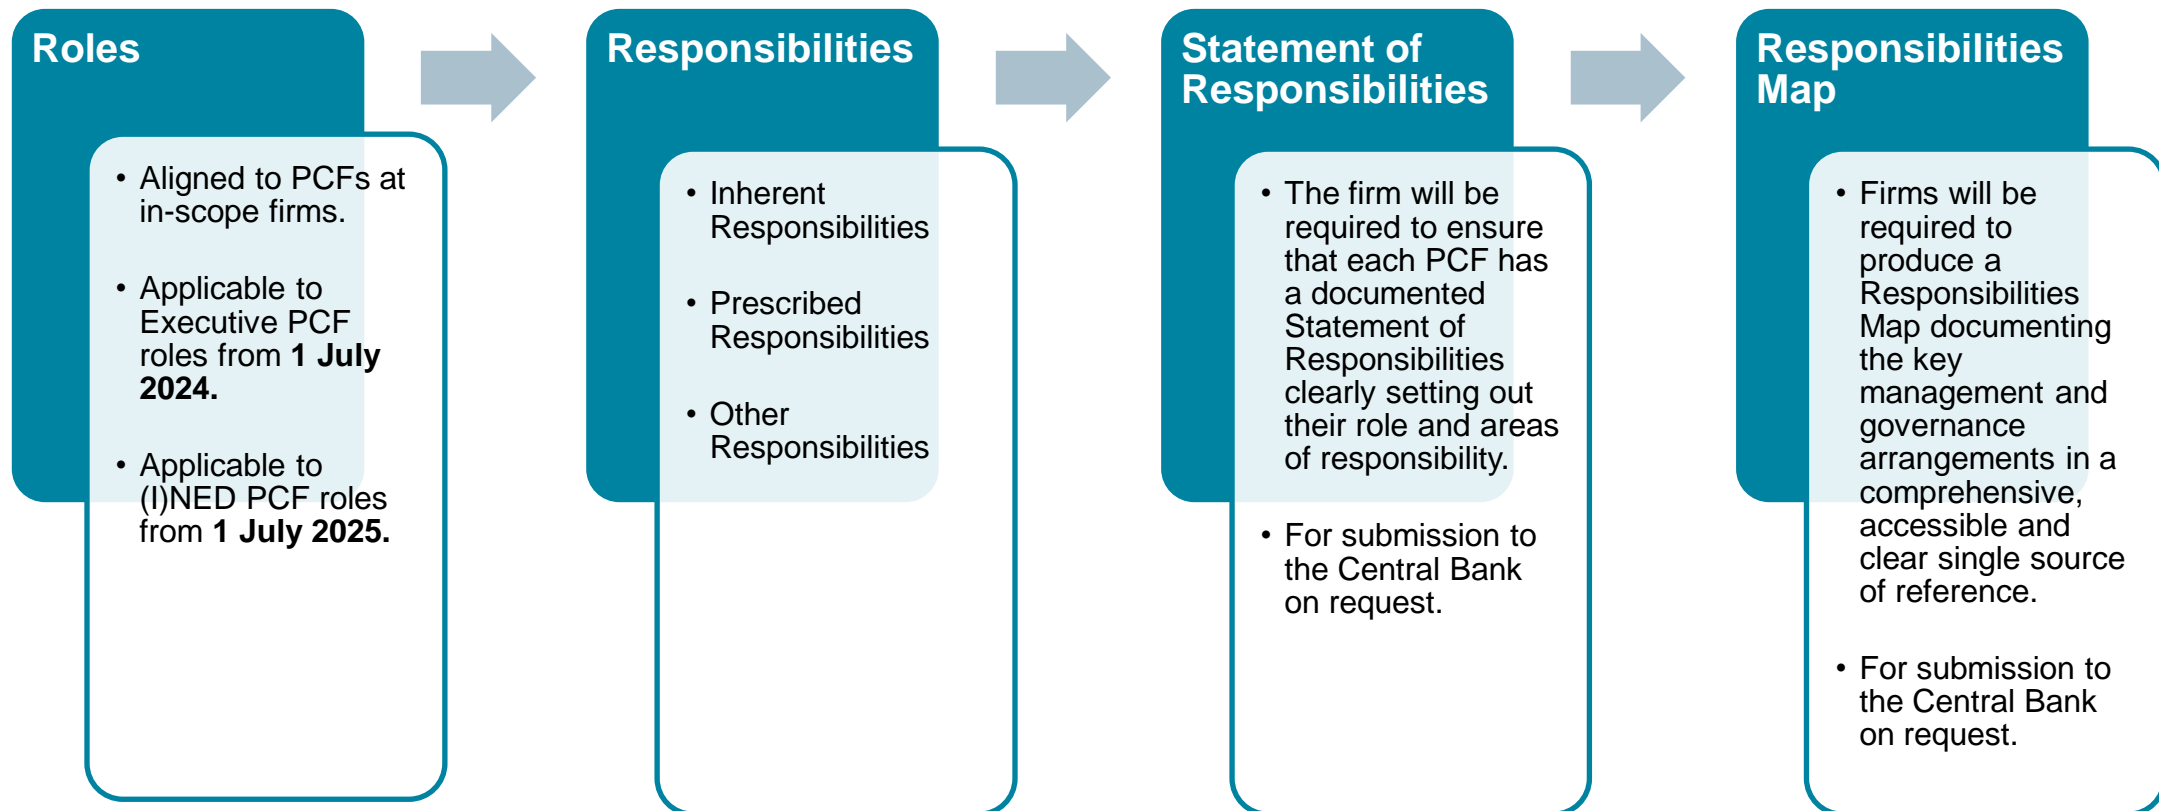 Roles
• Aligned to PCFs at
in-scope firms.
• Applicable to
Executive PCF
roles from 1 July
2024.
• Applicable to
(I)NED PCF roles
from 1 July 2025.
Responsibilities
• Inherent
Responsibilities
• Prescribed
Responsibilities
• Other
Responsibilities
Statement of
Responsibilities
• The firm will be
required to ensure
that each PCF has
a documented
Statement of
Responsibilities
clearly setting out
their role and areas
of responsibility.
• For submission to
the Central Bank
on request.
Responsibilities
Map
• Firms will be
required to
produce a
Responsibilities
Map documenting
the key
management and
governance
arrangements in a
comprehensive,
accessible and
clear single source
of reference.
• For submission to
the Central Bank
on request.